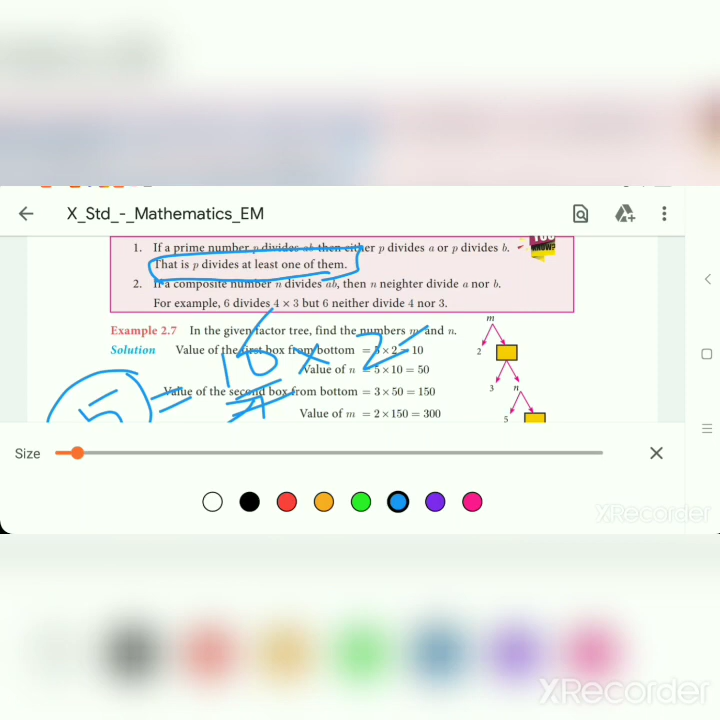 X_Std_-_Mathematics_EM
YOU
KNOW?
1. If a prime number p divides ab then either p divides a or p divides b.
That is p divides at least one of them.
2. If a composite number n divides ab, then n neighter divide a nor b.
For example, 6 divides 4 × 3 but 6 neither divide 4 nor 3.
Example 2.7 In the given factor tree, find the numbers m and n.
Solution Value of the first box from bottom = 5 × 2 = 10
Value of n = 5 × 10 = 50
Value of the second box from bottom = 3 × 50 = 150
Value of m = 2 × 150 = 300
m
2
3 n
5
Size
XRecorder
XRecorder